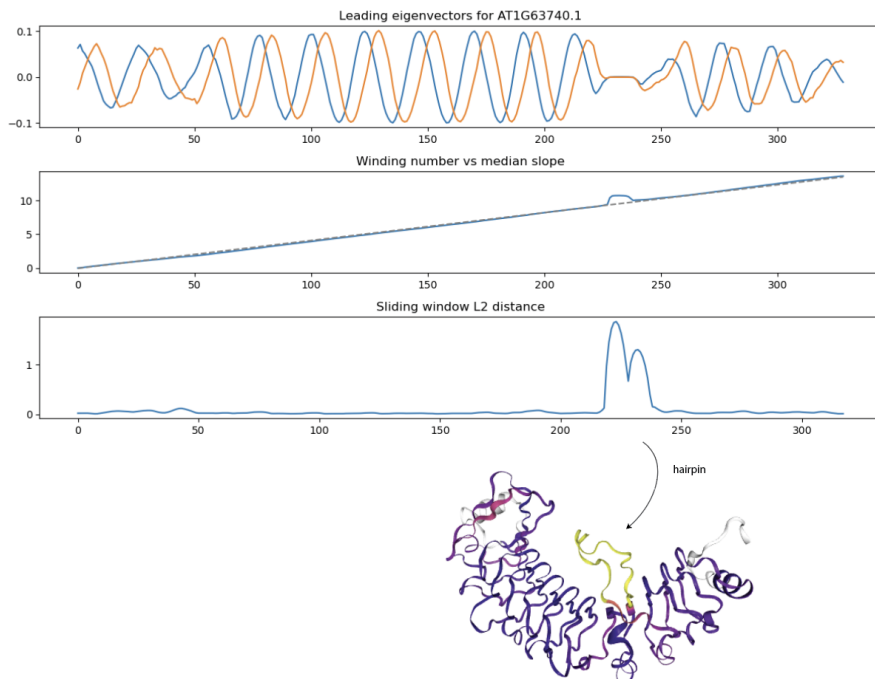 Leading eigenvectors for AT1G63740.1
0.1
0.0
−0.1
0 50 100 150 200 250 300
Winding number vs median slope
10
5
0
0 50 100 150 200 250 300
Sliding window L2 distance
1
0
0 50 100 150 200 250 300
hairpin